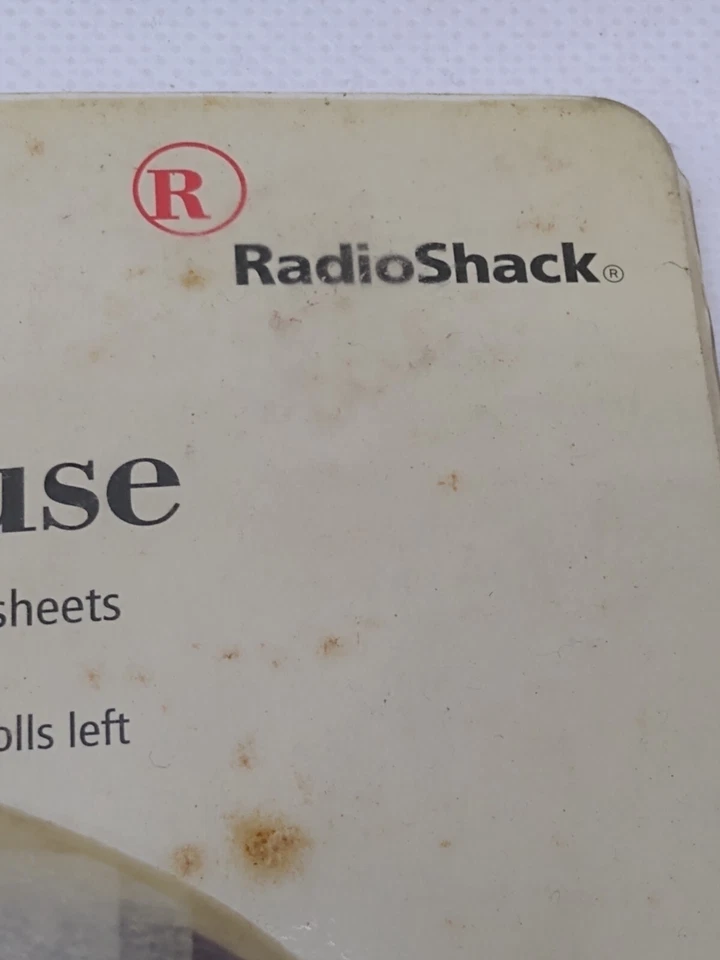 R
RadioShack®
use
sheets
olls left